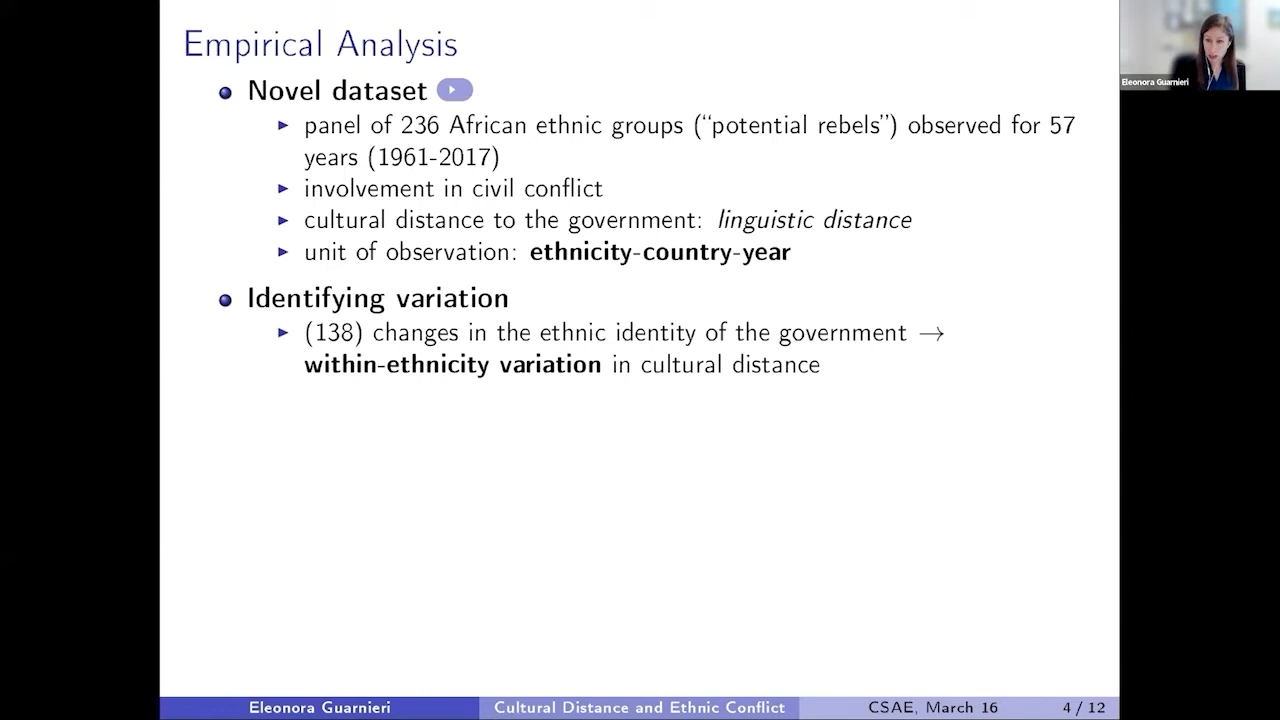 Empirical Analysis
Novel dataset
panel of 236 African ethnic groups (“potential rebels”) observed for 57
years (1961-2017)
involvement in civil conflict
cultural distance to the government: linguistic distance
unit of observation: ethnicity-country-year
Identifying variation
(138) changes in the ethnic identity of the government →
within-ethnicity variation in cultural distance
Eleonora Guarnieri
Eleonora Guarnieri Cultural Distance and Ethnic Conflict CSAE, March 16 4 / 12